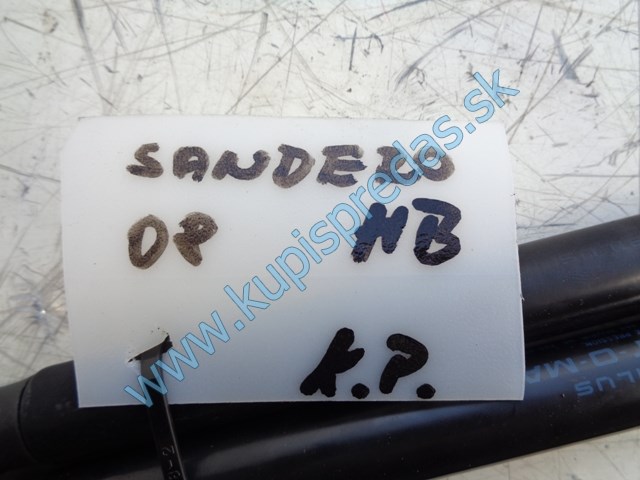 SANDERO
OP HB
K.P.
www.kupispredas.sk